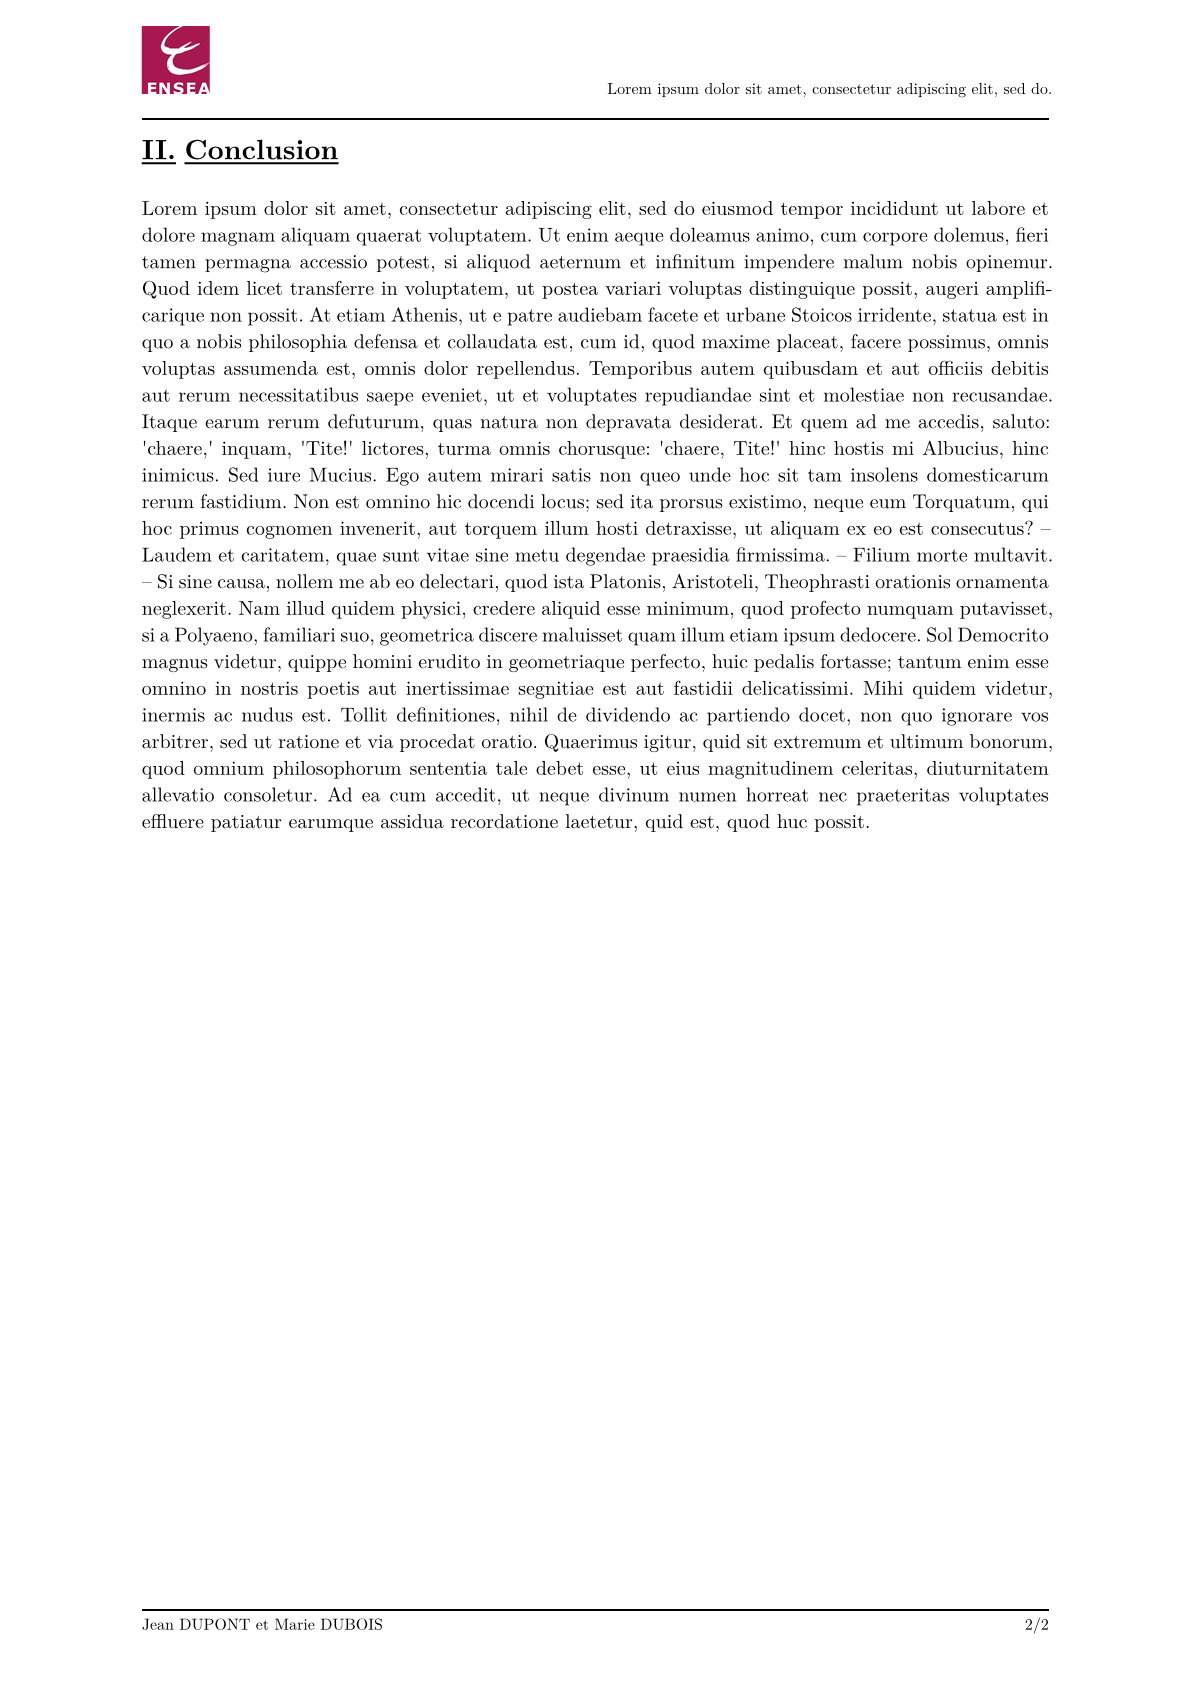 ENSEA
Lorem ipsum dolor sit amet, consectetur adipiscing elit, sed do.
II. Conclusion
Lorem ipsum dolor sit amet, consectetur adipiscing elit, sed do eiusmod tempor incididunt ut labore et
dolore magnam aliquam quaerat voluptatem. Ut enim aeque doleamus animo, cum corpore dolemus, fieri
tamen permagna accessio potest, si aliquod aeternum et infinitum impendere malum nobis opinemur.
Quod idem licet transferre in voluptatem, ut postea variari voluptas distinguique possit, augeri amplifi-
carique non possit. At etiam Athenis, ut e patre audiebam facete et urbane Stoicos irridente, statua est in
quo a nobis philosophia defensa et collaudata est, cum id, quod maxime placeat, facere possimus, omnis
voluptas assumenda est, omnis dolor repellendus. Temporibus autem quibusdam et aut officiis debitis
aut rerum necessitatibus saepe eveniet, ut et voluptates repudiandae sint et molestiae non recusandae.
Itaque earum rerum defuturum, quas natura non depravata desiderat. Et quem ad me accedis, saluto:
'chaere,' inquam, 'Tite!' lictores, turma omnis chorusque: 'chaere, Tite!' hinc hostis mi Albucius, hinc
inimicus. Sed iure Mucius. Ego autem mirari satis non queo unde hoc sit tam insolens domesticarum
rerum fastidium. Non est omnino hic docendi locus; sed ita prorsus existimo, neque eum Torquatum, qui
hoc primus cognomen invenerit, aut torquem illum hosti detraxisse, ut aliquam ex eo est consecutus? –
Laudem et caritatem, quae sunt vitae sine metu degendae praesidia firmissima. – Filium morte multavit.
– Si sine causa, nollem me ab eo delectari, quod ista Platonis, Aristoteli, Theophrasti orationis ornamenta
neglexerit. Nam illud quidem physici, credere aliquid esse minimum, quod profecto numquam putavisset,
si a Polyaeno, familiari suo, geometrica discere maluisset quam illum etiam ipsum dedocere. Sol Democrito
magnus videtur, quippe homini erudito in geometriaque perfecto, huic pedalis fortasse; tantum enim esse
omnino in nostris poetis aut inertissimae segnitiae est aut fastidii delicatissimi. Mihi quidem videtur,
inermis ac nudus est. Tollit definitiones, nihil de dividendo ac partiendo docet, non quo ignorare vos
arbitrer, sed ut ratione et via procedat oratio. Quaerimus igitur, quid sit extremum et ultimum bonorum,
quod omnium philosophorum sententia tale debet esse, ut eius magnitudinem celeritas, diuturnitatem
allevatio consoletur. Ad ea cum accedit, ut neque divinum numen horreat nec praeteritas voluptates
effluere patiatur earumque assidua recordatione laetetur, quid est, quod huc possit.
Jean DUPONT et Marie DUBOIS
2/2